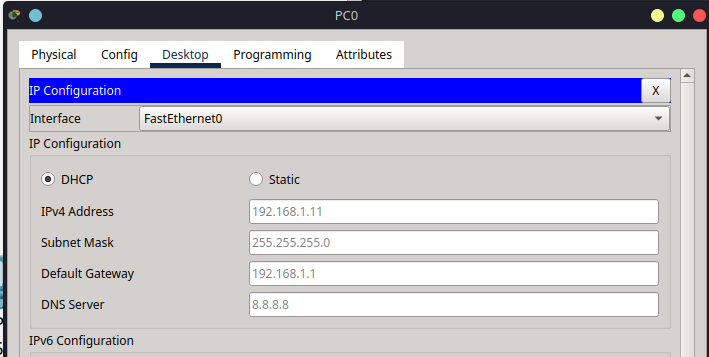 PC0
Physical Config Desktop Programming Attributes
IP Configuration X
Interface FastEthernet0
IP Configuration
DHCP Static
IPv4 Address 192.168.1.11
Subnet Mask 255.255.255.0
Default Gateway 192.168.1.1
DNS Server 8.8.8.8
IPv6 Configuration